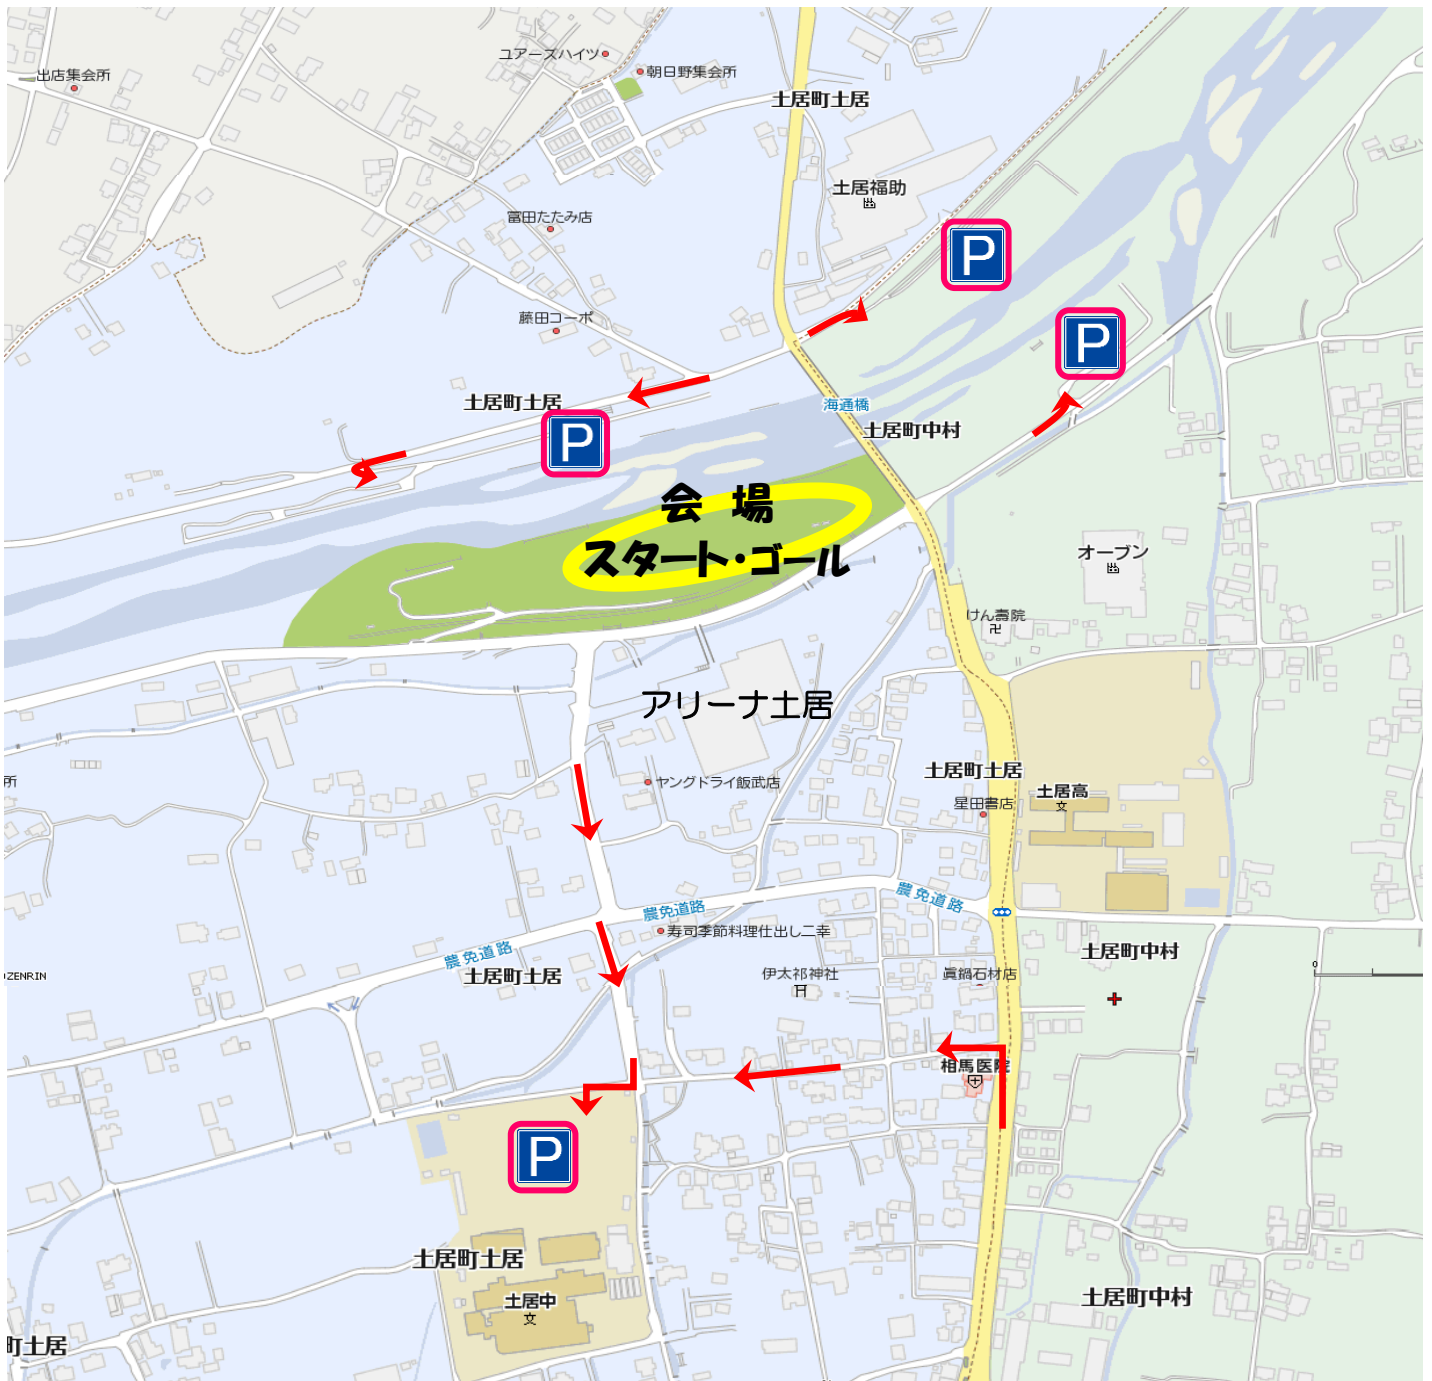 ユアーズハイツ
出店集会所
朝日野集会所
土居町土居
土居福助
富田たたみ店
P
藤田コーポ
P
土居町土居
海通橋
土居町中村
P
会 場
スタート・ゴール
オーブン
けん壽院
アリーナ土居
土居町土居
ヤングドライ飯武店
所
土居高
文
星田書店
農免道路
農免道路
寿司季節料理仕出し二幸
農免道路
土居町中村
土居町土居
伊太祁神社
眞鍋石材店
ZENRIN
0
相馬医院
P
土居町土居
土居中
文
土居町中村
町土居